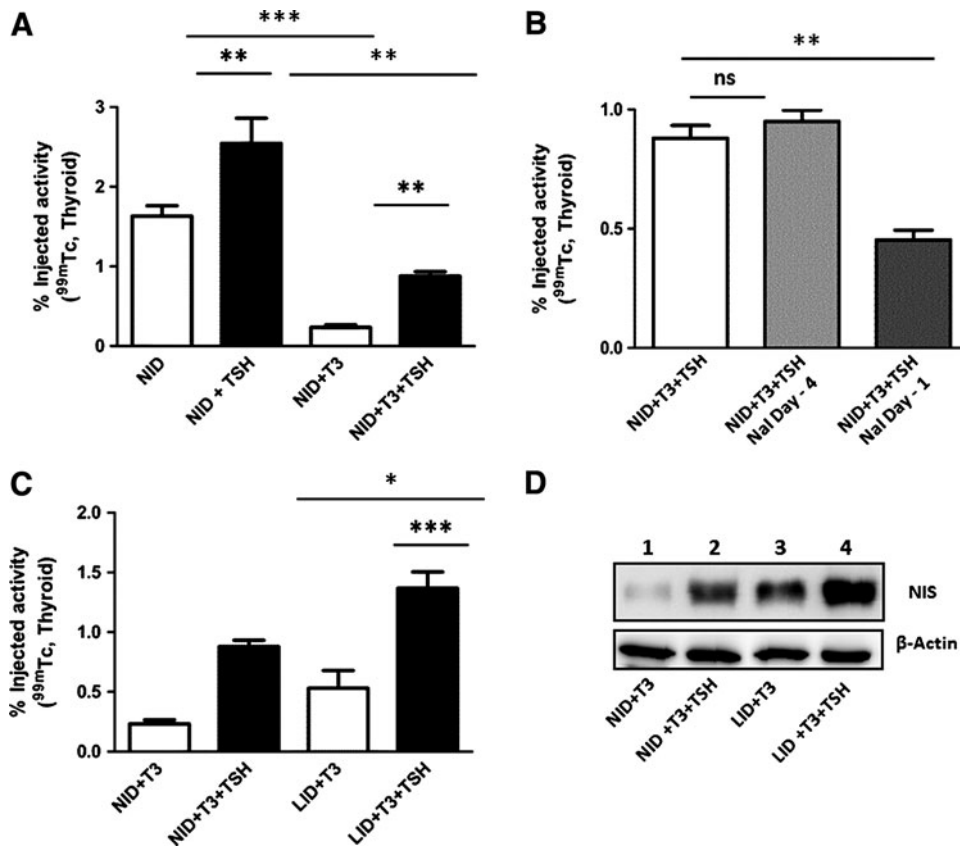 A
***
**
**
**
% Injected activity
(99mTc, Thyroid)
3
2
1
0
NID
NID + TSH
NID+T3
NID+T3+TSH
B
**
ns
% Injected activity
(99mTc, Thyroid)
1.0
0.5
0.0
NID+T3+TSH
NID+T3+TSH
NaI Day - 4
NID+T3+TSH
NaI Day - 1
C
*
***
% Injected activity
(99mTc, Thyroid)
2.0
1.5
1.0
0.5
0.0
NID+T3
NID+T3+TSH
LID+T3
LID+T3+TSH
D
1 2 3 4
NIS
β-Actin
NID+T3
NID +T3+TSH
LID+T3
LID +T3+TSH